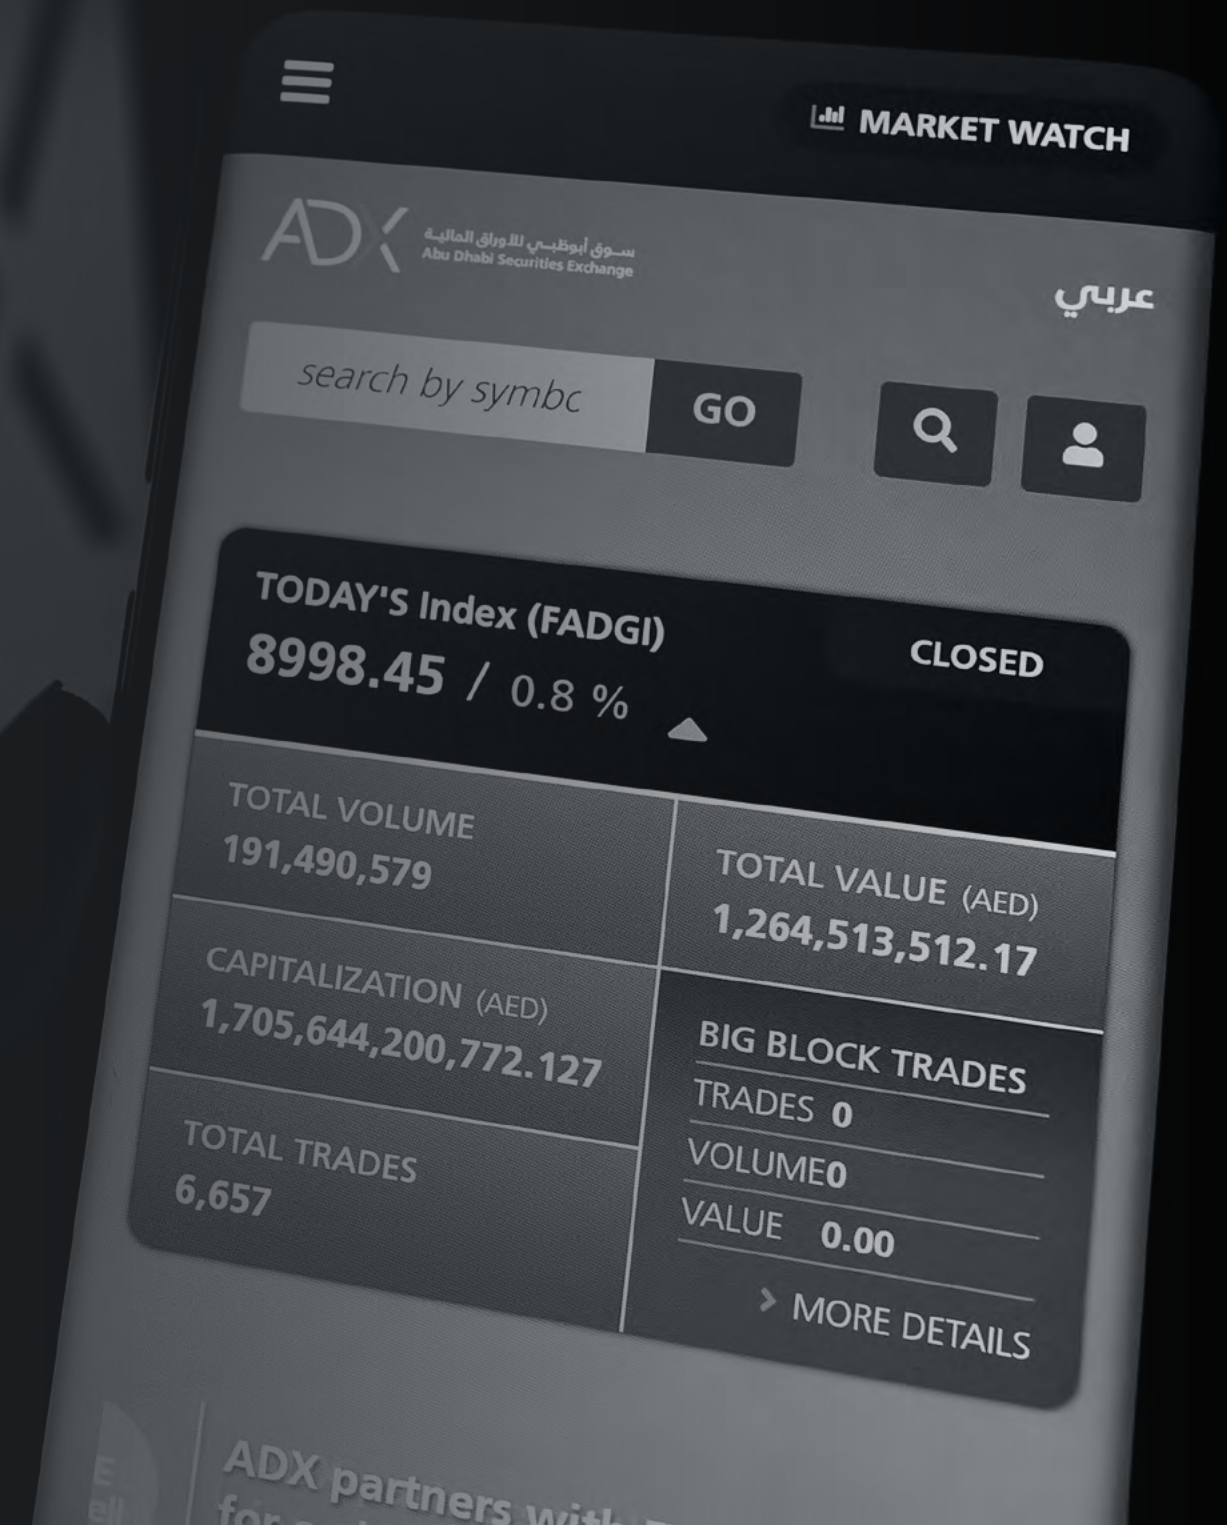 MARKET WATCH
ADX
سوق أبوظبي للأوراق المالية
Abu Dhabi Securities Exchange
عربي
search by symbc
GO
TODAY'S Index (FADGI)
CLOSED
8998.45 / 0.8 %
TOTAL VOLUME
191,490,579
TOTAL VALUE (AED)
1,264,513,512.17
CAPITALIZATION (AED)
1,705,644,200,772.127
BIG BLOCK TRADES
TRADES 0
VOLUME0
VALUE 0.00
TOTAL TRADES
6,657
MORE DETAILS
ADX partners with
for